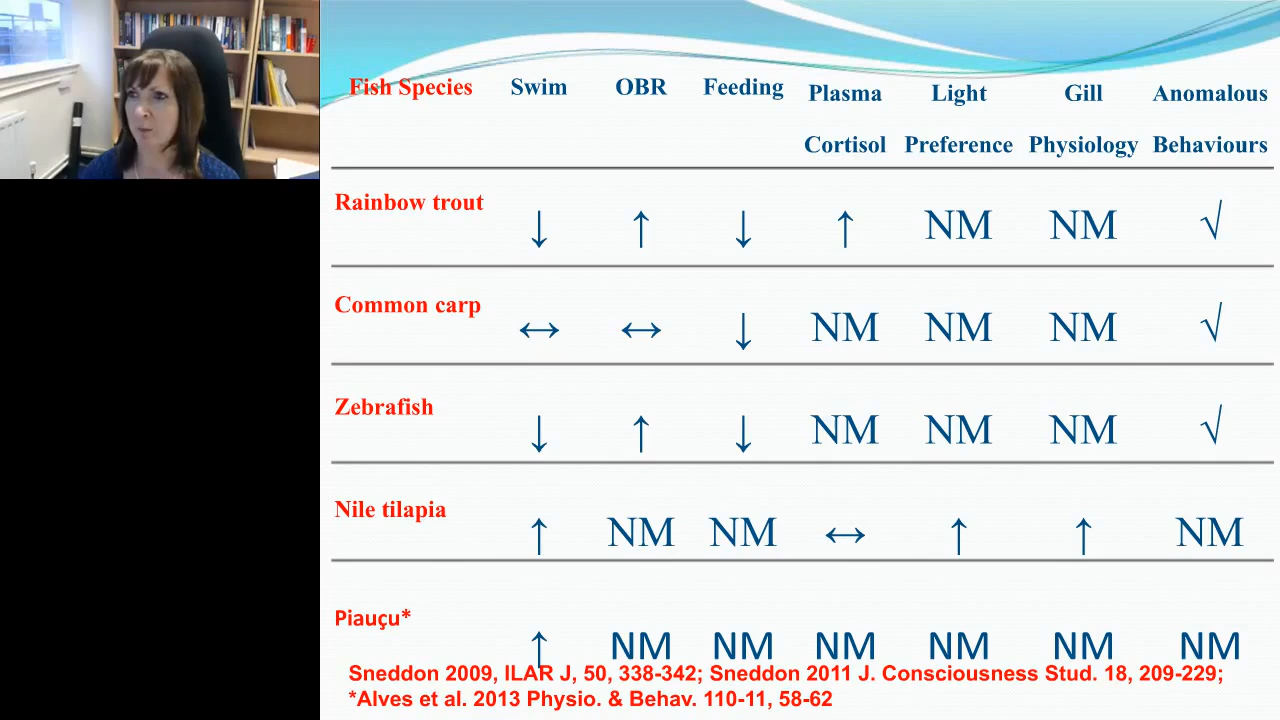 Fish Species Swim OBR Feeding Plasma Cortisol Light Preference Gill Physiology Anomalous Behaviours
Rainbow trout ↓ ↑ ↓ ↑ NM NM √
Common carp ↔ ↔ ↓ NM NM NM √
Zebrafish ↓ ↑ ↓ NM NM NM √
Nile tilapia ↑ NM NM ↔ ↑ ↑ NM
Piauçu* ↑ NM NM NM NM NM NM
Sneddon 2009, ILAR J, 50, 338-342; Sneddon 2011 J. Consciousness Stud. 18, 209-229;
*Alves et al. 2013 Physio. & Behav. 110-11, 58-62